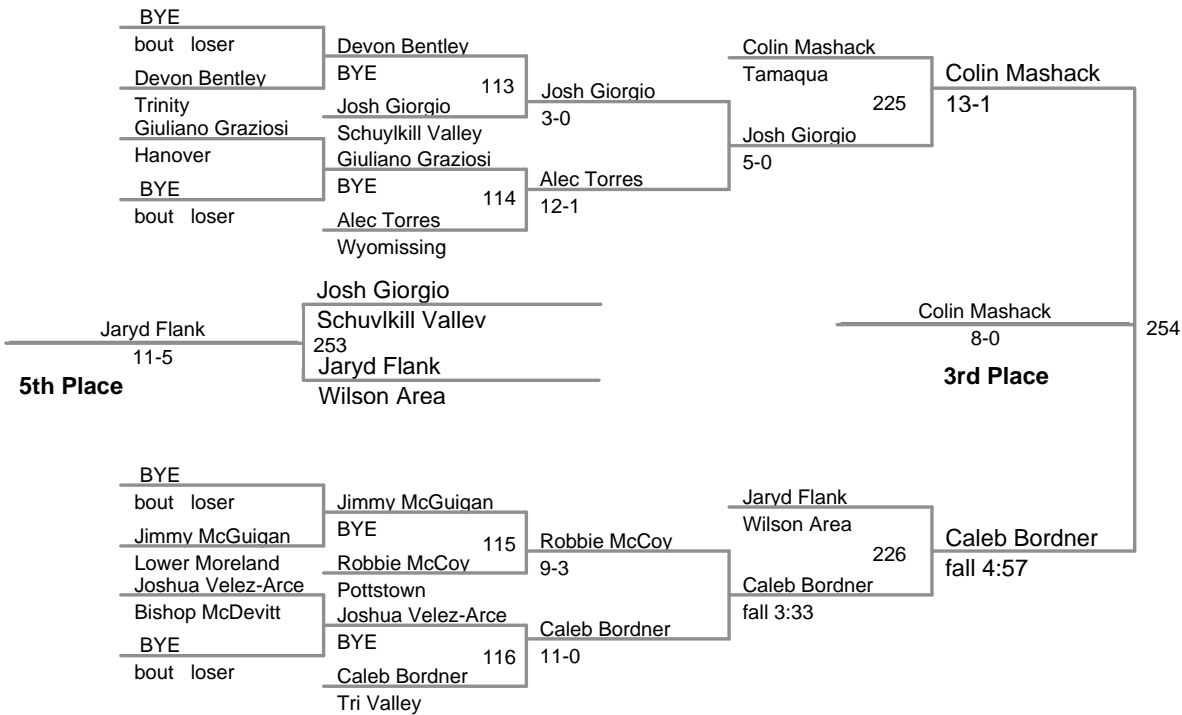 BYE
bout loser
Devon Bentley
Trinity
Giuliano Graziosi
Hanover
BYE
bout loser
Devon Bentley
BYE
113
Josh Giorgio
Schuylkill Valley
Giuliano Graziosi
BYE
114
Alec Torres
Wyomissing
Josh Giorgio
3-0
Alec Torres
12-1
Colin Mashack
Tamaqua
225
Josh Giorgio
5-0
Colin Mashack
13-1
Josh Giorgio
Schuvlkill Vallev
253
Jaryd Flank
Wilson Area
Jaryd Flank
11-5
5th Place
Colin Mashack
8-0
3rd Place
254
BYE
bout loser
Jimmy McGuigan
Lower Moreland
Joshua Velez-Arce
Bishop McDevitt
BYE
bout loser
Jimmy McGuigan
BYE
115
Robbie McCoy
Pottstown
Joshua Velez-Arce
BYE
116
Caleb Bordner
Tri Valley
Robbie McCoy
9-3
Caleb Bordner
11-0
Jaryd Flank
Wilson Area
226
Caleb Bordner
fall 3:33
Caleb Bordner
fall 4:57